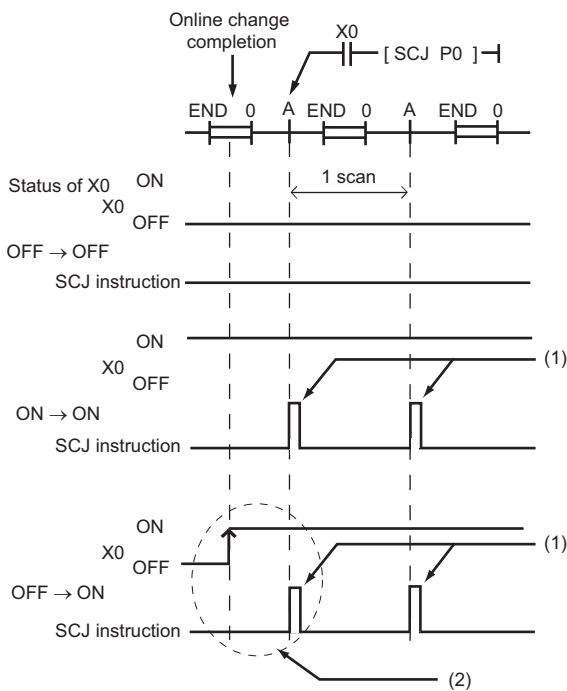 Online change
completion
X0
[ SCJ P0 ]
END 0 A END 0 A END 0
Status of X0 ON
1 scan
X0
OFF
OFF → OFF
SCJ instruction
ON
(1)
X0
OFF
ON → ON
SCJ instruction
ON
(1)
X0
OFF
OFF → ON
SCJ instruction
(2)